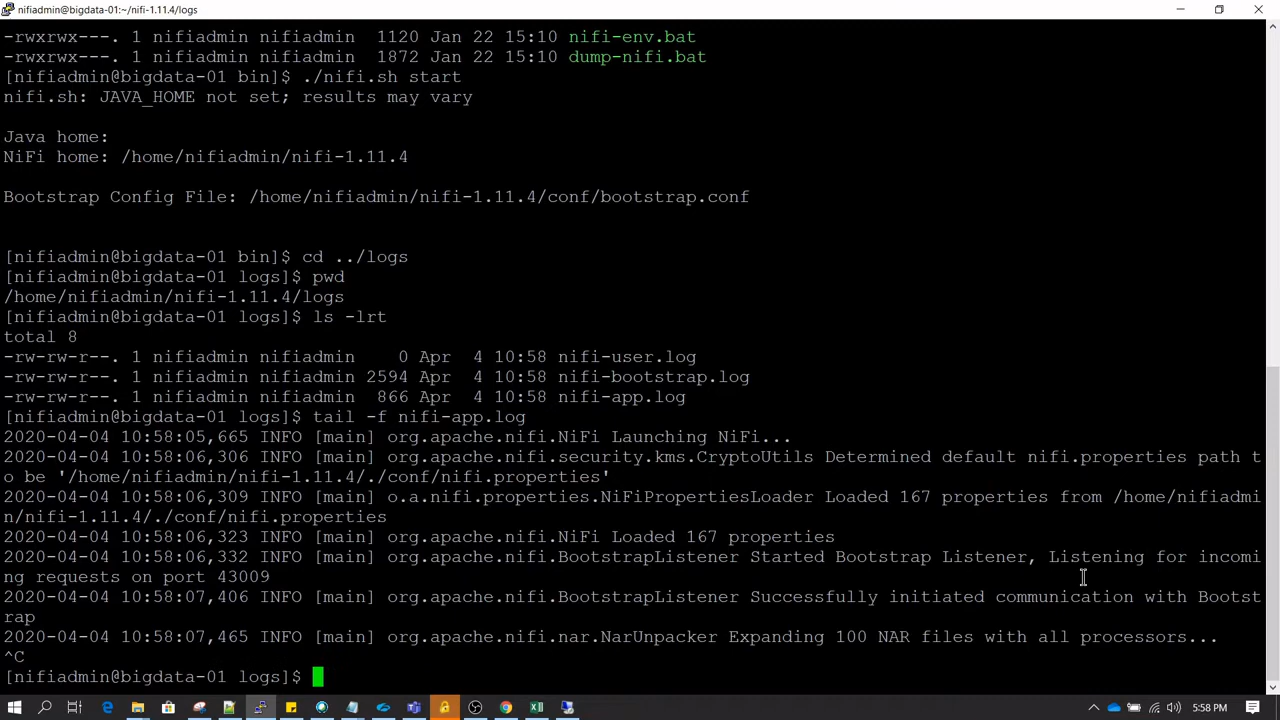 nifiadmin@bigdata-01:~/nifi-1.11.4/logs
-rwxrwx---. 1 nifiadmin nifiadmin  1120 Jan 22 15:10 nifi-env.bat
-rwxrwx---. 1 nifiadmin nifiadmin  1872 Jan 22 15:10 dump-nifi.bat
[nifiadmin@bigdata-01 bin]$ ./nifi.sh start
nifi.sh: JAVA_HOME not set; results may vary
Java home:
NiFi home: /home/nifiadmin/nifi-1.11.4
Bootstrap Config File: /home/nifiadmin/nifi-1.11.4/conf/bootstrap.conf
[nifiadmin@bigdata-01 bin]$ cd ../logs
[nifiadmin@bigdata-01 logs]$ pwd
/home/nifiadmin/nifi-1.11.4/logs
[nifiadmin@bigdata-01 logs]$ ls -lrt
total 8
-rw-rw-r--. 1 nifiadmin nifiadmin    0 Apr  4 10:58 nifi-user.log
-rw-rw-r--. 1 nifiadmin nifiadmin 2594 Apr  4 10:58 nifi-bootstrap.log
-rw-rw-r--. 1 nifiadmin nifiadmin  866 Apr  4 10:58 nifi-app.log
[nifiadmin@bigdata-01 logs]$ tail -f nifi-app.log
2020-04-04 10:58:05,665 INFO [main] org.apache.nifi.NiFi Launching NiFi...
2020-04-04 10:58:06,306 INFO [main] org.apache.nifi.security.kms.CryptoUtils Determined default nifi.properties path t
o be '/home/nifiadmin/nifi-1.11.4/./conf/nifi.properties'
2020-04-04 10:58:06,309 INFO [main] o.a.nifi.properties.NiFiPropertiesLoader Loaded 167 properties from /home/nifiadmi
n/nifi-1.11.4/./conf/nifi.properties
2020-04-04 10:58:06,323 INFO [main] org.apache.nifi.NiFi Loaded 167 properties
2020-04-04 10:58:06,332 INFO [main] org.apache.nifi.BootstrapListener Started Bootstrap Listener, Listening for incomi
ng requests on port 43009
2020-04-04 10:58:07,406 INFO [main] org.apache.nifi.BootstrapListener Successfully initiated communication with Bootst
rap
2020-04-04 10:58:07,465 INFO [main] org.apache.nifi.nar.NarUnpacker Expanding 100 NAR files with all processors...
^C
[nifiadmin@bigdata-01 logs]$
5:58 PM